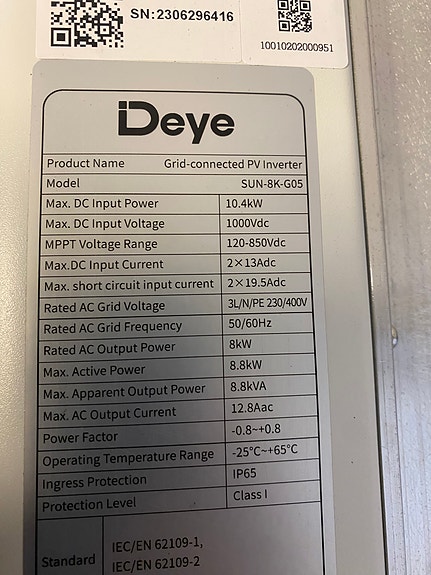 SN:2306296416
10010202000951
Deye
Product Name Grid-connected PV Inverter
Model SUN-8K-G05
Max. DC Input Power 10.4kW
Max. DC Input Voltage 1000Vdc
MPPT Voltage Range 120-850Vdc
Max.DC Input Current 2×13Adc
Max. short circuit input current 2×19.5Adc
Rated AC Grid Voltage 3L/N/PE 230/400V
Rated AC Grid Frequency 50/60Hz
Rated AC Output Power 8kW
Max. Active Power 8.8kW
Max. Apparent Output Power 8.8kVA
Max. AC Output Current 12.8Aac
Power Factor -0.8~+0.8
Operating Temperature Range -25°C~+65°C
Ingress Protection IP65
Protection Level Class I
Standard IEC/EN 62109-1,
IEC/EN 62109-2